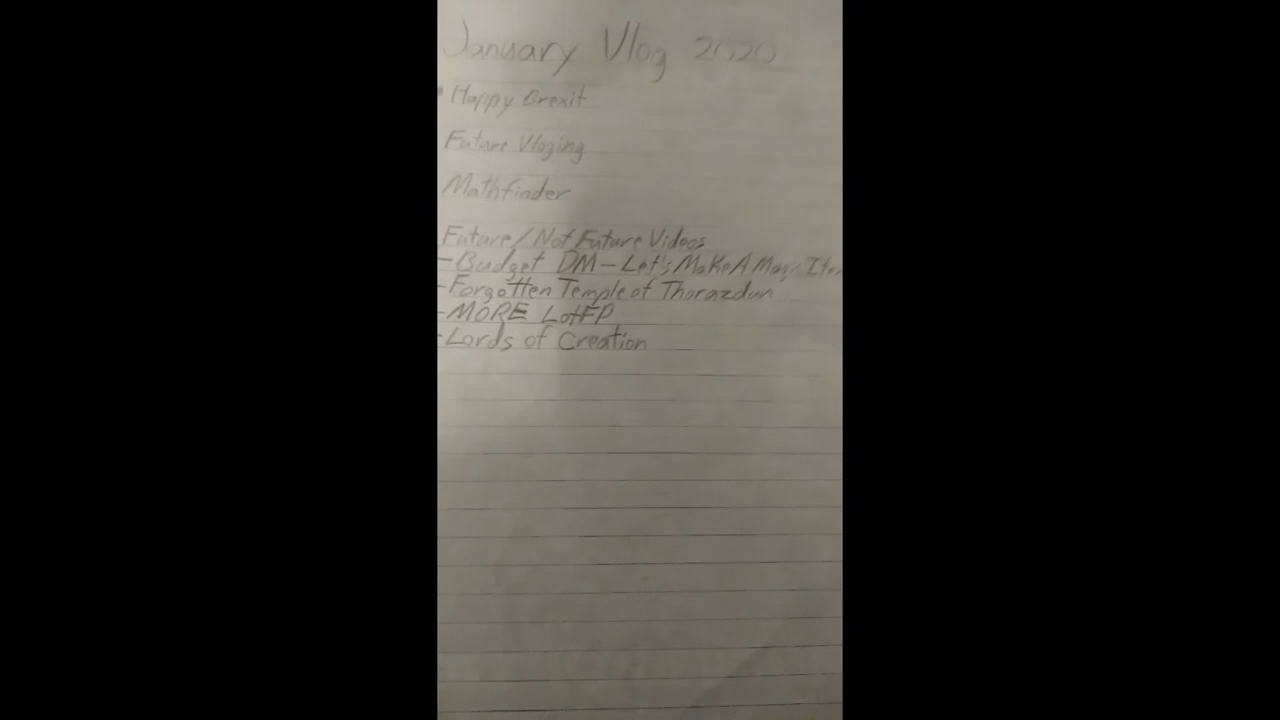 January Vlog 2020
• Happy Brexit
Future Vloging
Mathfinder
Future/Not Future Videos
- Budget DM - Let's Make A Magic Item
- Forgotten Temple of Thorazdun
- MORE LotFP
- Lords of Creation